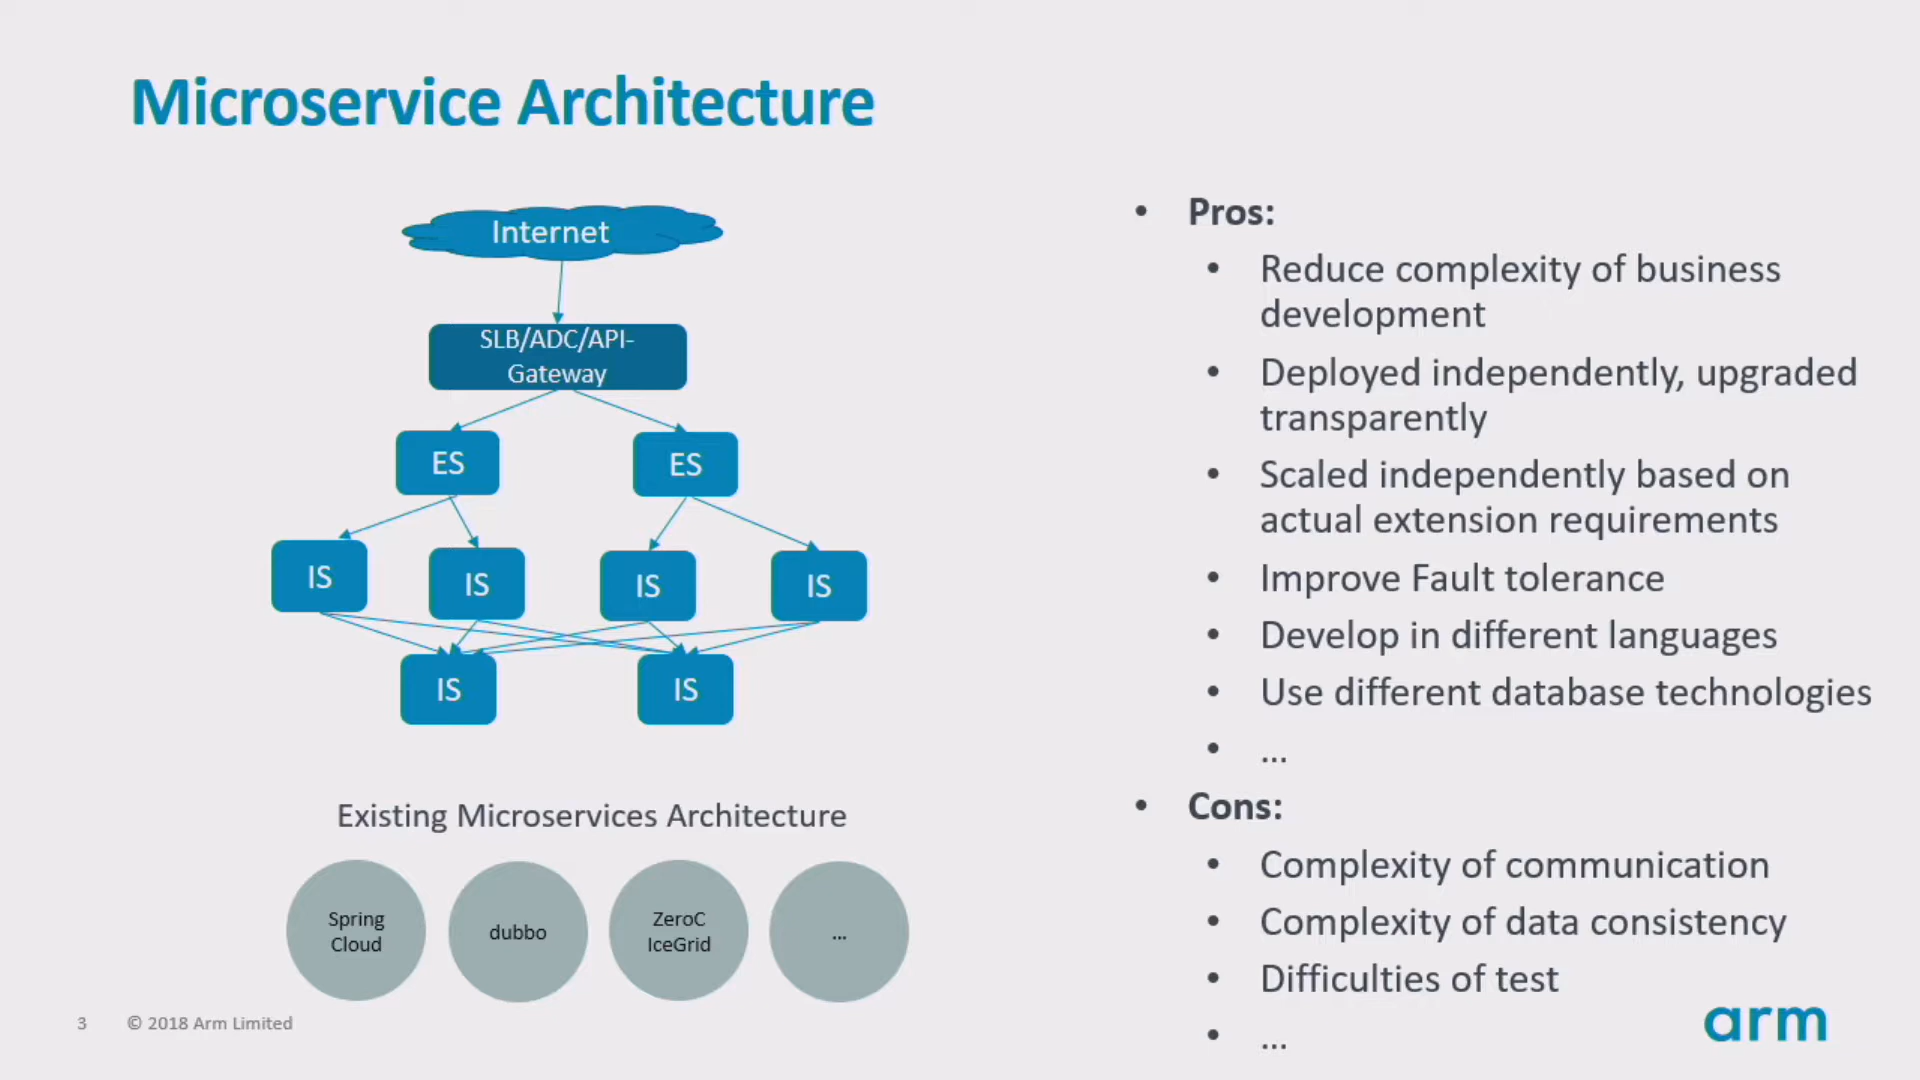 Microservice Architecture
Internet
SLB/ADC/API-
Gateway
ES
ES
IS
IS
IS
IS
IS
IS
Existing Microservices Architecture
Spring
Cloud
dubbo
ZeroC
IceGrid
...
• Pros:
• Reduce complexity of business
development
• Deployed independently, upgraded
transparently
• Scaled independently based on
actual extension requirements
• Improve Fault tolerance
• Develop in different languages
• Use different database technologies
• ...
• Cons:
• Complexity of communication
• Complexity of data consistency
• Difficulties of test
• ...
3 © 2018 Arm Limited
arm